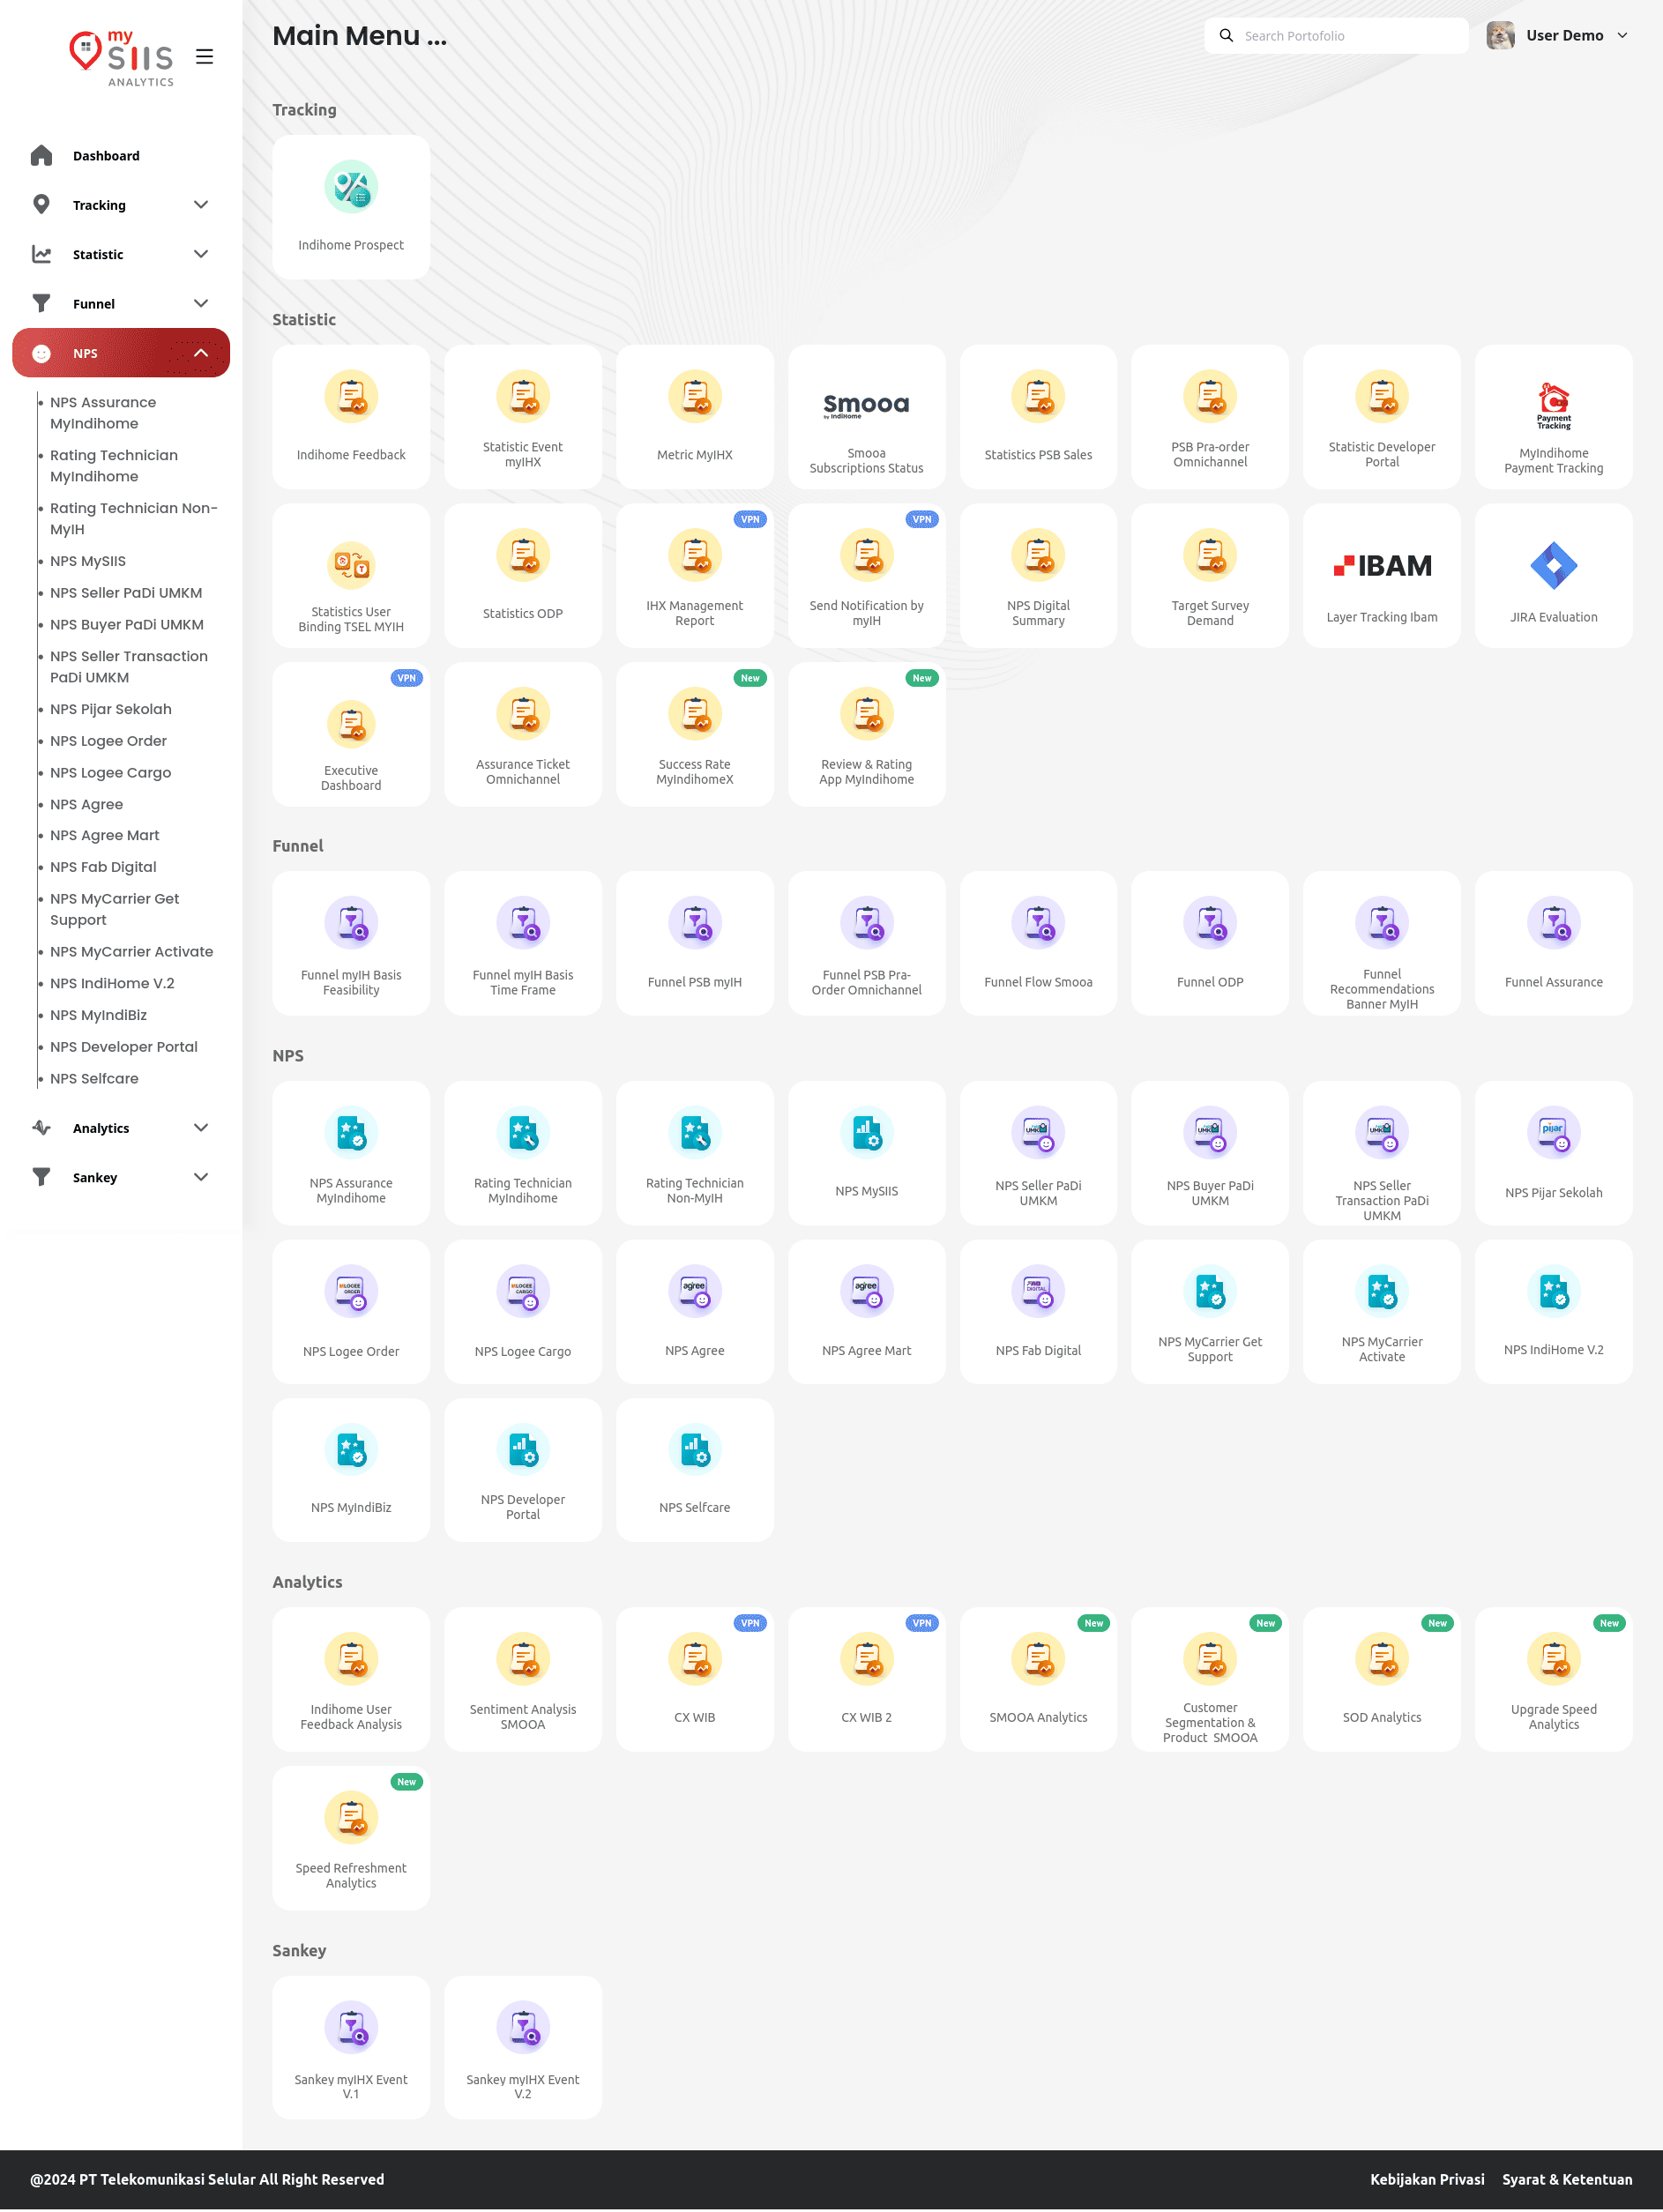 my
SIIS
ANALYTICS
Dashboard
Tracking
Statistic
Funnel
NPS
NPS Assurance
MyIndihome
Rating Technician
MyIndihome
Rating Technician Non-
MyIH
NPS MySIIS
NPS Seller PaDi UMKM
NPS Buyer PaDi UMKM
NPS Seller Transaction
PaDi UMKM
NPS Pijar Sekolah
NPS Logee Order
NPS Logee Cargo
NPS Agree
NPS Agree Mart
NPS Fab Digital
NPS MyCarrier Get
Support
NPS MyCarrier Activate
NPS IndiHome V.2
NPS MyIndiBiz
NPS Developer Portal
NPS Selfcare
Analytics
Sankey
Main Menu ...
Search Portofolio
User Demo
Tracking
Indihome Prospect
Statistic
Indihome Feedback
Statistic Event
myIHX
Metric MyIHX
Smooa
by IndiHome
Smooa
Subscriptions Status
Statistics PSB Sales
PSB Pra-order
Omnichannel
Statistic Developer
Portal
Payment
Tracking
MyIndihome
Payment Tracking
Statistics User
Binding TSEL MYIH
Statistics ODP
VPN
IHX Management
Report
VPN
Send Notification by
myIH
NPS Digital
Summary
Target Survey
Demand
IBAM
Layer Tracking Ibam
JIRA Evaluation
VPN
Executive
Dashboard
Assurance Ticket
Omnichannel
New
Success Rate
MyIndihomeX
New
Review & Rating
App MyIndihome
Funnel
Funnel myIH Basis
Feasibility
Funnel myIH Basis
Time Frame
Funnel PSB myIH
Funnel PSB Pra-
Order Omnichannel
Funnel Flow Smooa
Funnel ODP
Funnel
Recommendations
Banner MyIH
Funnel Assurance
NPS
NPS Assurance
MyIndihome
Rating Technician
MyIndihome
Rating Technician
Non-MyIH
NPS MySIIS
UMKM
NPS Seller PaDi
UMKM
UMKM
NPS Buyer PaDi
UMKM
UMKM
NPS Seller
Transaction PaDi
UMKM
pijar
NPS Pijar Sekolah
LOGEE
ORDER
NPS Logee Order
LOGEE
CARGO
NPS Logee Cargo
agree
NPS Agree
agree
NPS Agree Mart
FAB
DIGITAL
NPS Fab Digital
NPS MyCarrier Get
Support
NPS MyCarrier
Activate
NPS IndiHome V.2
NPS MyIndiBiz
NPS Developer
Portal
NPS Selfcare
Analytics
Indihome User
Feedback Analysis
Sentiment Analysis
SMOOA
VPN
CX WIB
VPN
CX WIB 2
New
SMOOA Analytics
New
Customer
Segmentation &
Product SMOOA
New
SOD Analytics
New
Upgrade Speed
Analytics
New
Speed Refreshment
Analytics
Sankey
Sankey myIHX Event
V.1
Sankey myIHX Event
V.2
@2024 PT Telekomunikasi Selular All Right Reserved
Kebijakan Privasi
Syarat & Ketentuan